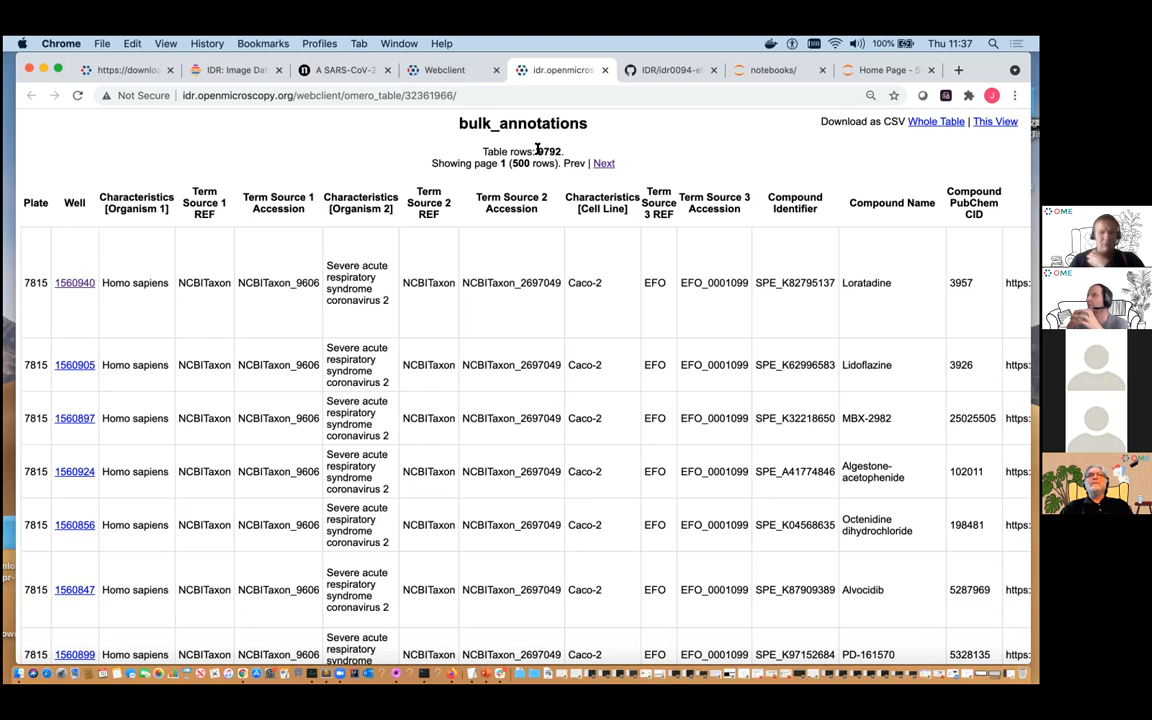 Chrome File Edit View History Bookmarks Profiles Tab Window Help 100% Thu 11:37
https://downlo IDR: Image Dat A SARS-CoV-2 Webclient idr.openmicros IDR/idr0094-el notebooks/ Home Page - S
Not Secure idr.openmicroscopy.org/webclient/omero_table/32361966/ J
bulk_annotations
Download as CSV Whole Table | This View
Table rows: 9792.
Showing page 1 (500 rows). Prev | Next
Plate Well Characteristics [Organism 1] Term Source 1 REF Term Source 1 Accession Characteristics [Organism 2] Term Source 2 REF Term Source 2 Accession Characteristics [Cell Line] Term Source 3 REF Term Source 3 Accession Compound Identifier Compound Name Compound PubChem CID
7815 1560940 Homo sapiens NCBITaxon NCBITaxon_9606 Severe acute respiratory syndrome coronavirus 2 NCBITaxon NCBITaxon_2697049 Caco-2 EFO EFO_0001099 SPE_K82795137 Loratadine 3957 https:
7815 1560905 Homo sapiens NCBITaxon NCBITaxon_9606 Severe acute respiratory syndrome coronavirus 2 NCBITaxon NCBITaxon_2697049 Caco-2 EFO EFO_0001099 SPE_K62996583 Lidoflazine 3926 https:
7815 1560897 Homo sapiens NCBITaxon NCBITaxon_9606 Severe acute respiratory syndrome coronavirus 2 NCBITaxon NCBITaxon_2697049 Caco-2 EFO EFO_0001099 SPE_K32218650 MBX-2982 25025505 https:
7815 1560924 Homo sapiens NCBITaxon NCBITaxon_9606 Severe acute respiratory syndrome coronavirus 2 NCBITaxon NCBITaxon_2697049 Caco-2 EFO EFO_0001099 SPE_A41774846 Algestone-acetophenide 102011 https:
7815 1560856 Homo sapiens NCBITaxon NCBITaxon_9606 Severe acute respiratory syndrome coronavirus 2 NCBITaxon NCBITaxon_2697049 Caco-2 EFO EFO_0001099 SPE_K04568635 Octenidine dihydrochloride 198481 https:
7815 1560847 Homo sapiens NCBITaxon NCBITaxon_9606 Severe acute respiratory syndrome coronavirus 2 NCBITaxon NCBITaxon_2697049 Caco-2 EFO EFO_0001099 SPE_K87909389 Alvocidib 5287969 https:
7815 1560899 Homo sapiens NCBITaxon NCBITaxon_9606 Severe acute respiratory syndrome NCBITaxon NCBITaxon_2697049 Caco-2 EFO EFO_0001099 SPE_K97152684 PD-161570 5328135 https:
OME
OME
OME